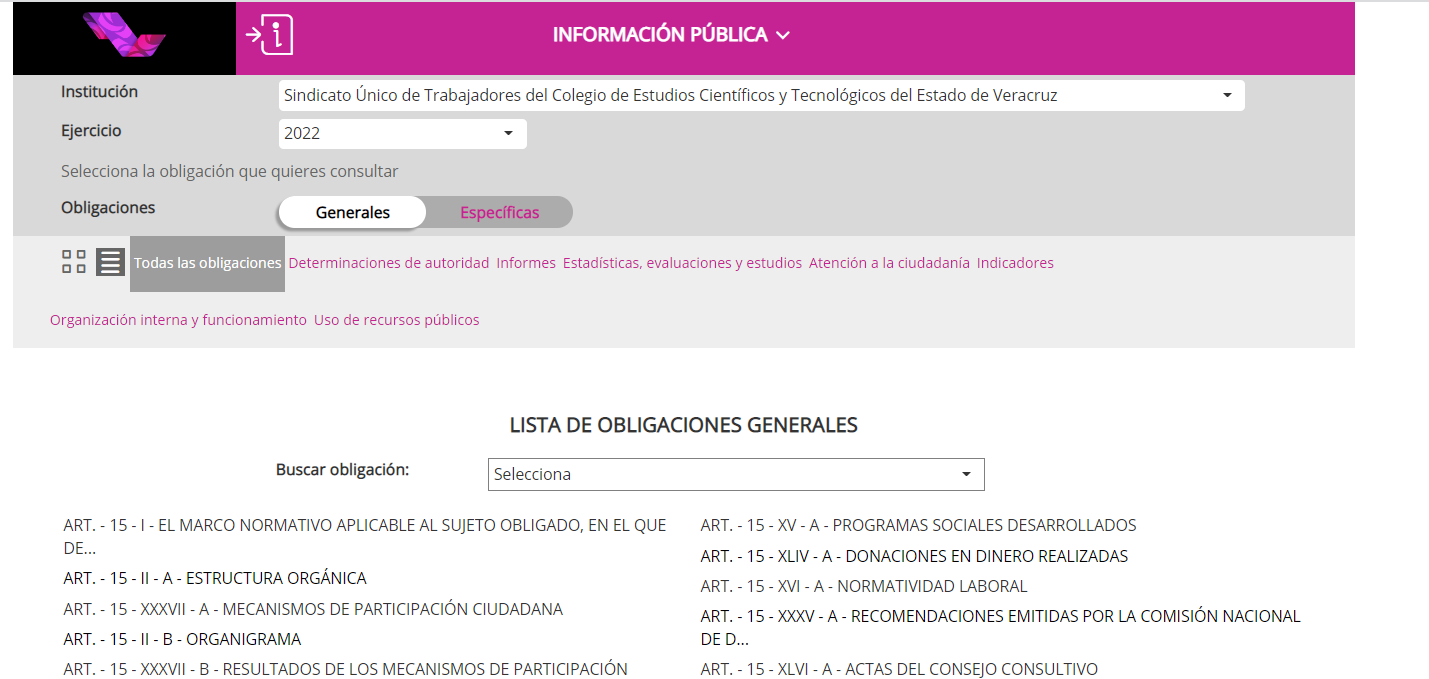 INFORMACIÓN PÚBLICA
Institución
Sindicato Único de Trabajadores del Colegio de Estudios Científicos y Tecnológicos del Estado de Veracruz
Ejercicio
2022
Selecciona la obligación que quieres consultar
Obligaciones
Generales Específicas
Todas las obligaciones Determinaciones de autoridad Informes Estadísticas, evaluaciones y estudios Atención a la ciudadanía Indicadores
Organización interna y funcionamiento Uso de recursos públicos
LISTA DE OBLIGACIONES GENERALES
Buscar obligación:
Selecciona
ART. - 15 - I - EL MARCO NORMATIVO APLICABLE AL SUJETO OBLIGADO, EN EL QUE
DE...
ART. - 15 - II - A - ESTRUCTURA ORGÁNICA
ART. - 15 - XXXVII - A - MECANISMOS DE PARTICIPACIÓN CIUDADANA
ART. - 15 - II - B - ORGANIGRAMA
ART. - 15 - XXXVII - B - RESULTADOS DE LOS MECANISMOS DE PARTICIPACIÓN
ART. - 15 - XV - A - PROGRAMAS SOCIALES DESARROLLADOS
ART. - 15 - XLIV - A - DONACIONES EN DINERO REALIZADAS
ART. - 15 - XVI - A - NORMATIVIDAD LABORAL
ART. - 15 - XXXV - A - RECOMENDACIONES EMITIDAS POR LA COMISIÓN NACIONAL
DE D...
ART. - 15 - XLVI - A - ACTAS DEL CONSEJO CONSULTIVO